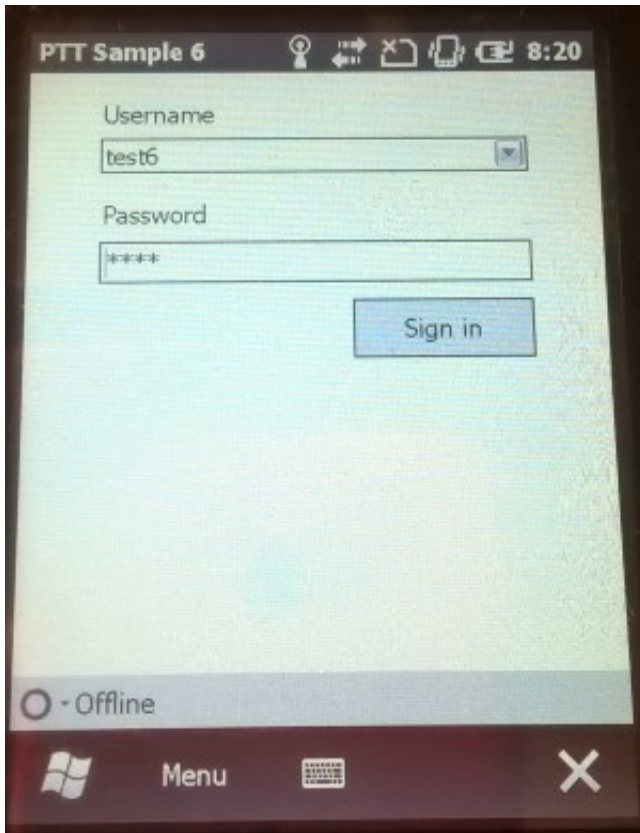 PTT Sample 6 8:20
Username
test6
Password
****
Sign in
Offline
Menu